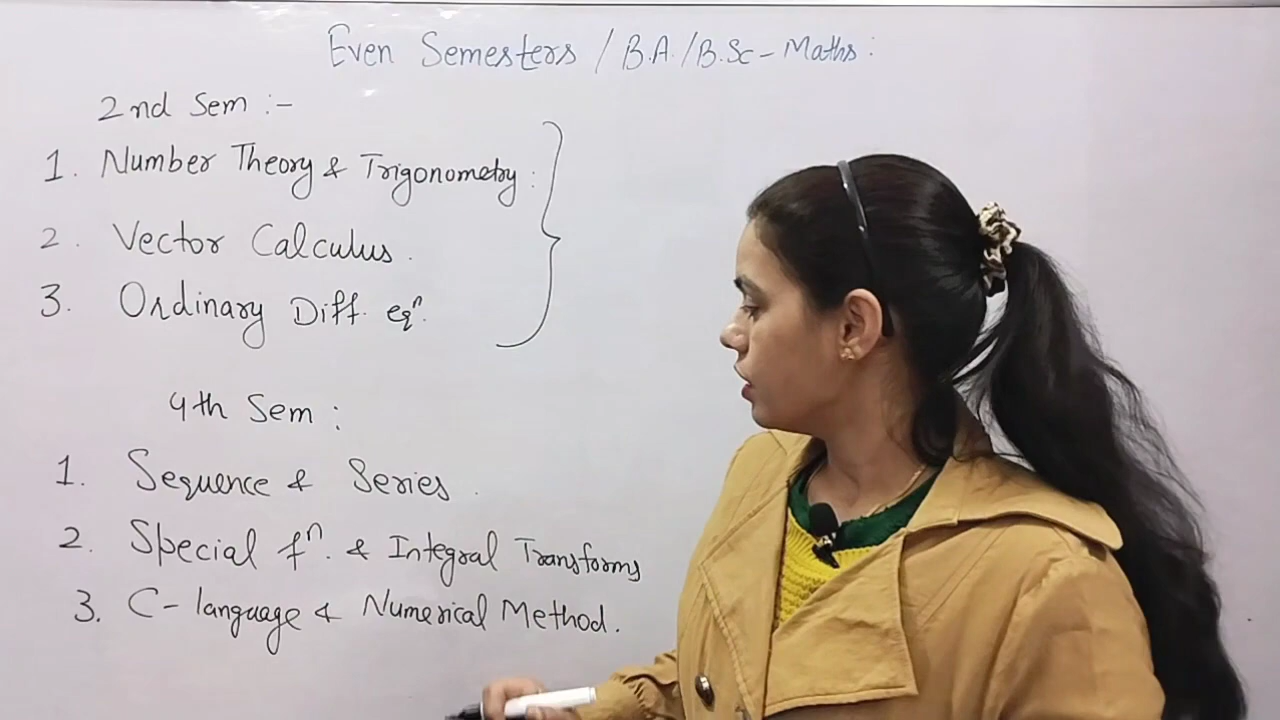 Even Semesters / B.A. / B.Sc - Maths :
2nd Sem :-
1. Number Theory & Trigonometry :
2. Vector Calculus.
3. Ordinary Diff. eqⁿ.
4th Sem :
1. Sequence & Series.
2. Special fⁿ. & Integral Transforms
3. C-language & Numerical Method.